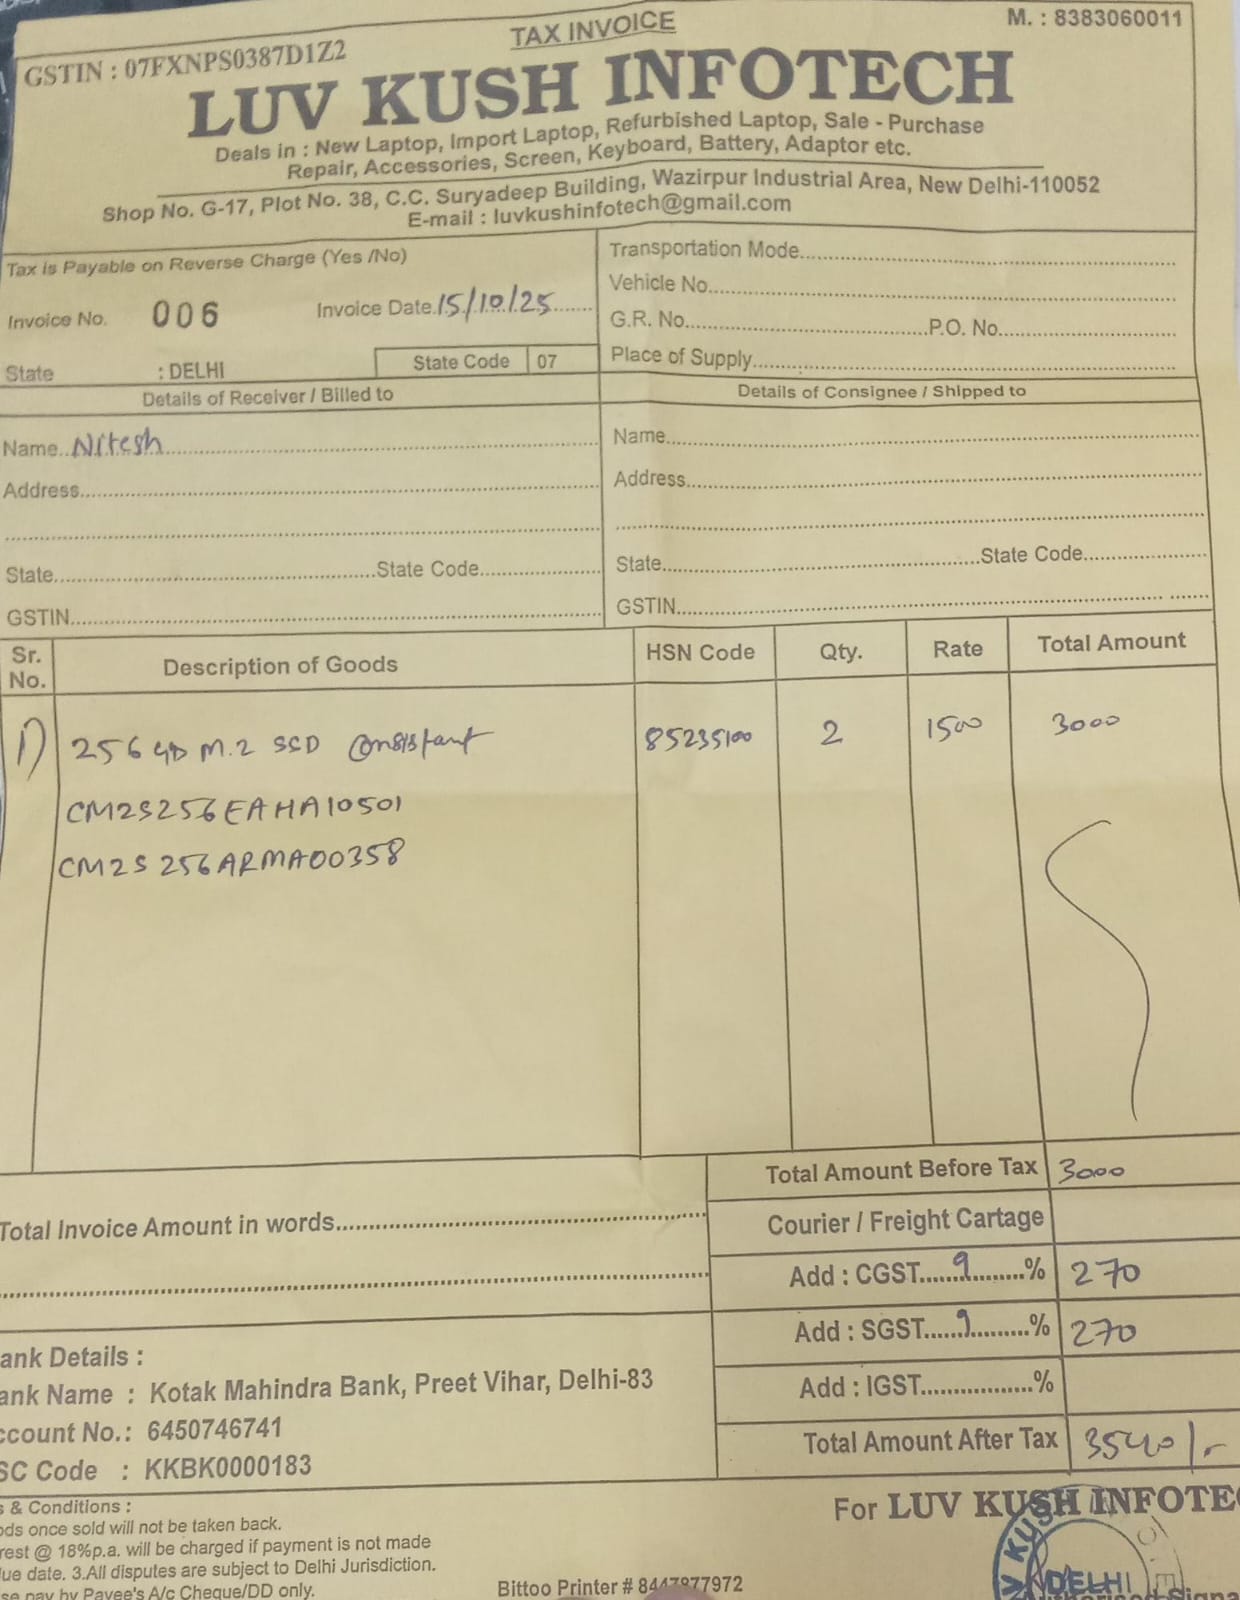 TAX INVOICE
M. : 8383060011
GSTIN : 07FXNPS0387D1Z2
LUV KUSH INFOTECH
Deals in : New Laptop, Import Laptop, Refurbished Laptop, Sale - Purchase
Repair, Accessories, Screen, Keyboard, Battery, Adaptor etc.
Shop No. G-17, Plot No. 38, C.C. Suryadeep Building, Wazirpur Industrial Area, New Delhi-110052
E-mail : luvkushinfotech@gmail.com
Tax is Payable on Reverse Charge (Yes /No)
Invoice No. 006 Invoice Date. 15/10/25
State : DELHI State Code 07
Transportation Mode
Vehicle No.
G.R. No. P.O. No.
Place of Supply
Details of Receiver / Billed to
Name Nitesh
Address
State State Code
GSTIN
Details of Consignee / Shipped to
Name
Address
State State Code
GSTIN
Sr. No. Description of Goods HSN Code Qty. Rate Total Amount
1) 256 GB M.2 SSD Consistant 85235100 2 1500 3000
CM2S256EAHA10501
CM2S256ARMA00358
Total Amount Before Tax 3000
Total Invoice Amount in words
Courier / Freight Cartage
Add : CGST 9 % 270
Add : SGST 9 % 270
Add : IGST %
Total Amount After Tax 3540/-
ank Details :
ank Name : Kotak Mahindra Bank, Preet Vihar, Delhi-83
ccount No.: 6450746741
SC Code : KKBK0000183
s & Conditions :
ods once sold will not be taken back.
rest @ 18%p.a. will be charged if payment is not made
ue date. 3.All disputes are subject to Delhi Jurisdiction.
se pay by Payee's A/c Cheque/DD only.
For LUV KUSH INFOTEC
DELHI
Bittoo Printer # 8447877972